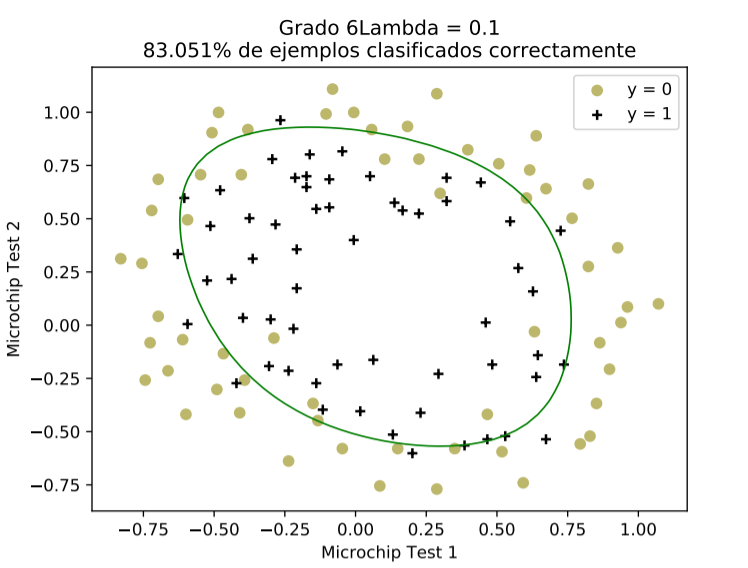 Grado 6Lambda = 0.1
83.051% de ejemplos clasificados correctamente
y = 0
y = 1
Microchip Test 2
1.00
0.75
0.50
0.25
0.00
−0.25
−0.50
−0.75
−0.75 −0.50 −0.25 0.00 0.25 0.50 0.75 1.00
Microchip Test 1